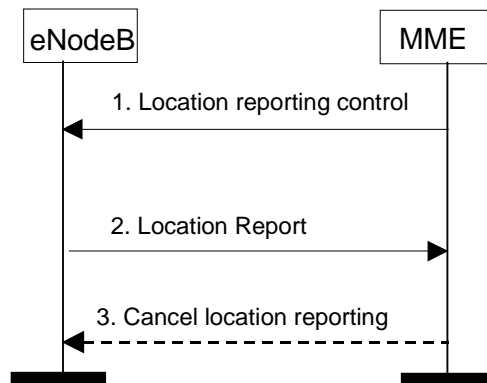 eNodeB
MME
1. Location reporting control
2. Location Report
3. Cancel location reporting